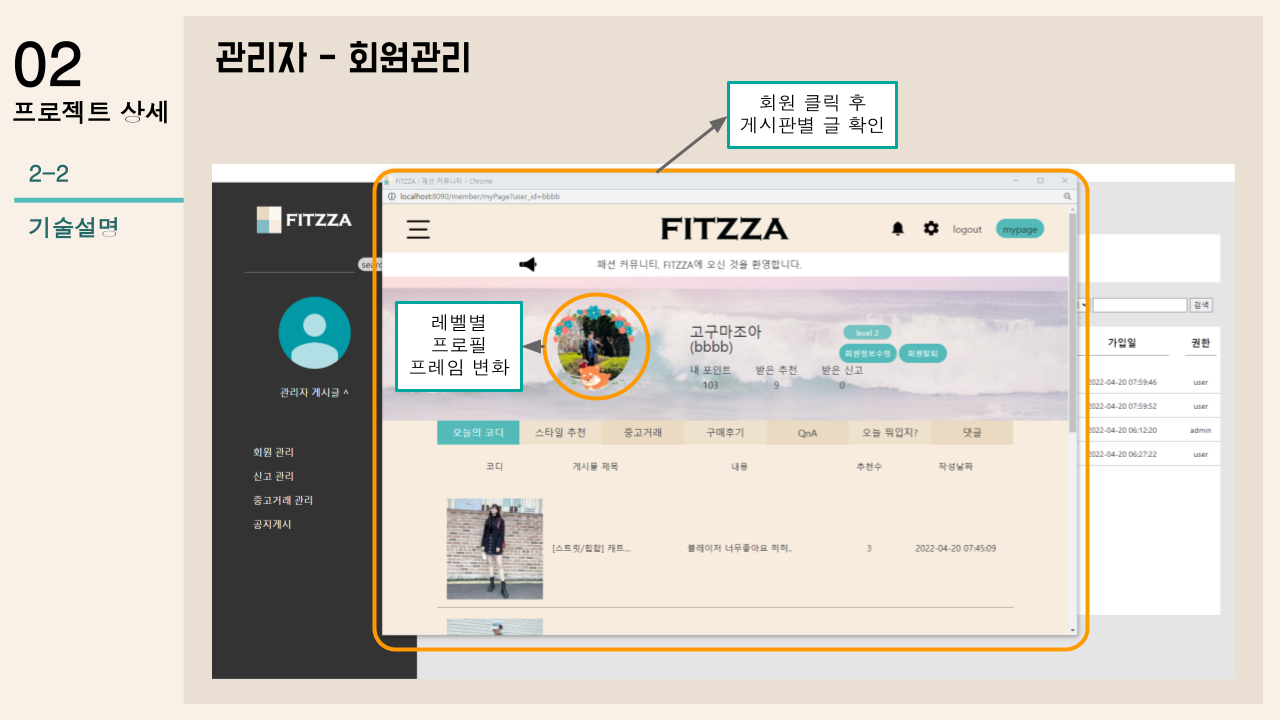 02
프로젝트 상세
2-2
기술설명
관리자 - 회원관리
회원 클릭 후
게시판별 글 확인
FITZZA
관리자 게시글 ^
회원 관리
신고 관리
중고거래 관리
공지게시
FITZZA | 패션 커뮤니티 - Chrome
localhost:8090/member/myPage?user_id=bbbb
FITZZA
logout
mypage
패션 커뮤니티, FITZZA에 오신 것을 환영합니다.
레벨별
프로필
프레임 변화
고구마조아
(bbbb)
level 2
회원정보수정
회원탈퇴
내 포인트 받은 추천 받은 신고
103 9 0
오늘의 코디 스타일 추천 중고거래 구매후기 QnA 오늘 뭐입지? 댓글
코디 게시물 제목 내용 추천수 작성날짜
[스트릿/힙합] 캐트... 블레이저 너무좋아요 히히.. 3 2022-04-20 07:45:09
검색
가입일 권한
2022-04-20 07:59:46 user
2022-04-20 07:59:52 user
2022-04-20 06:12:20 admin
2022-04-20 06:27:22 user